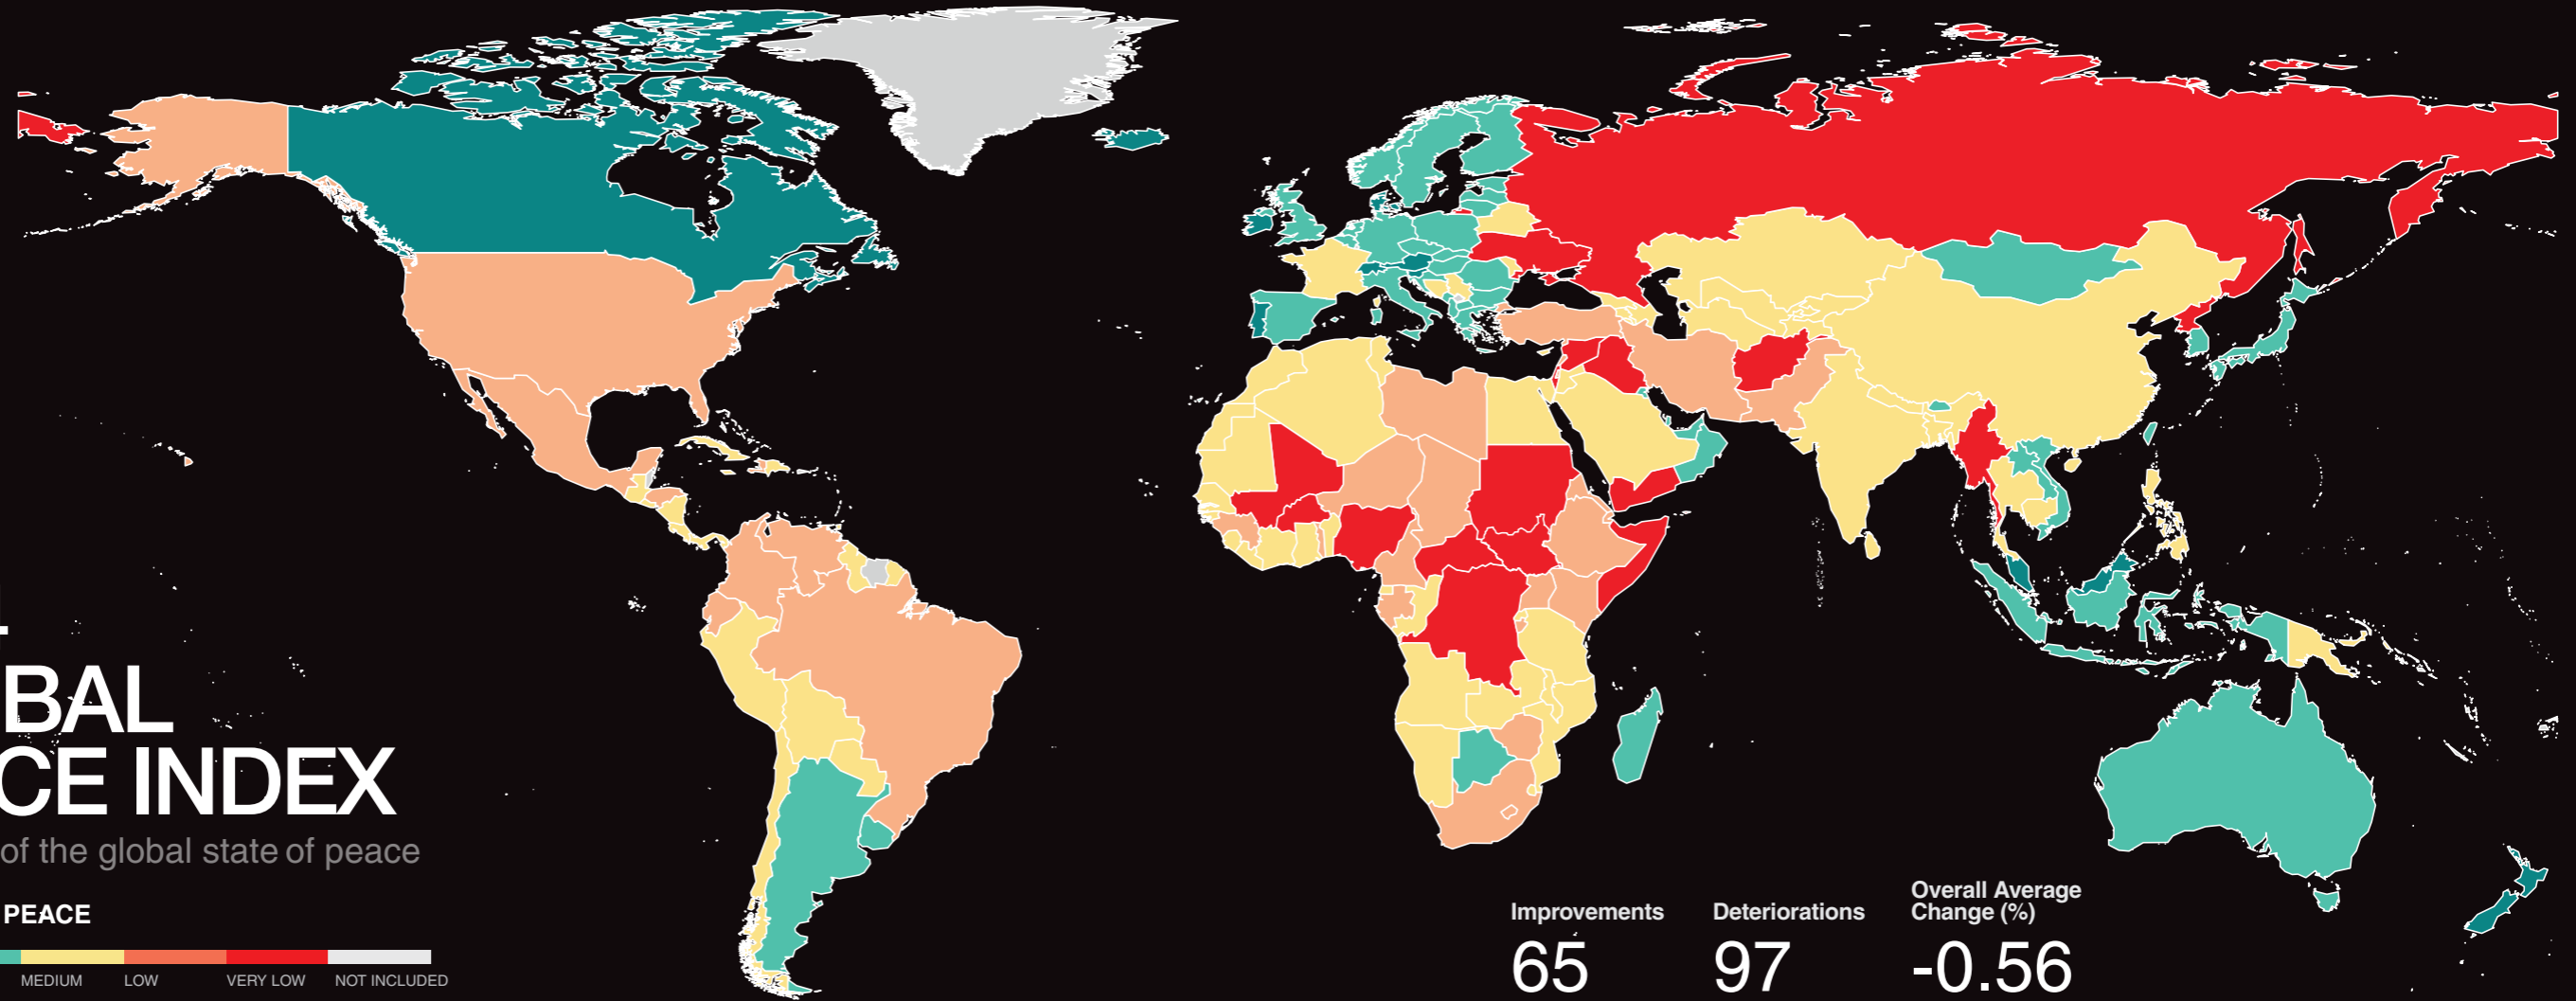 BAL
CE INDEX
of the global state of peace
PEACE
MEDIUM LOW VERY LOW NOT INCLUDED
Improvements Deteriorations Overall Average
Change (%)
65 97 -0.56